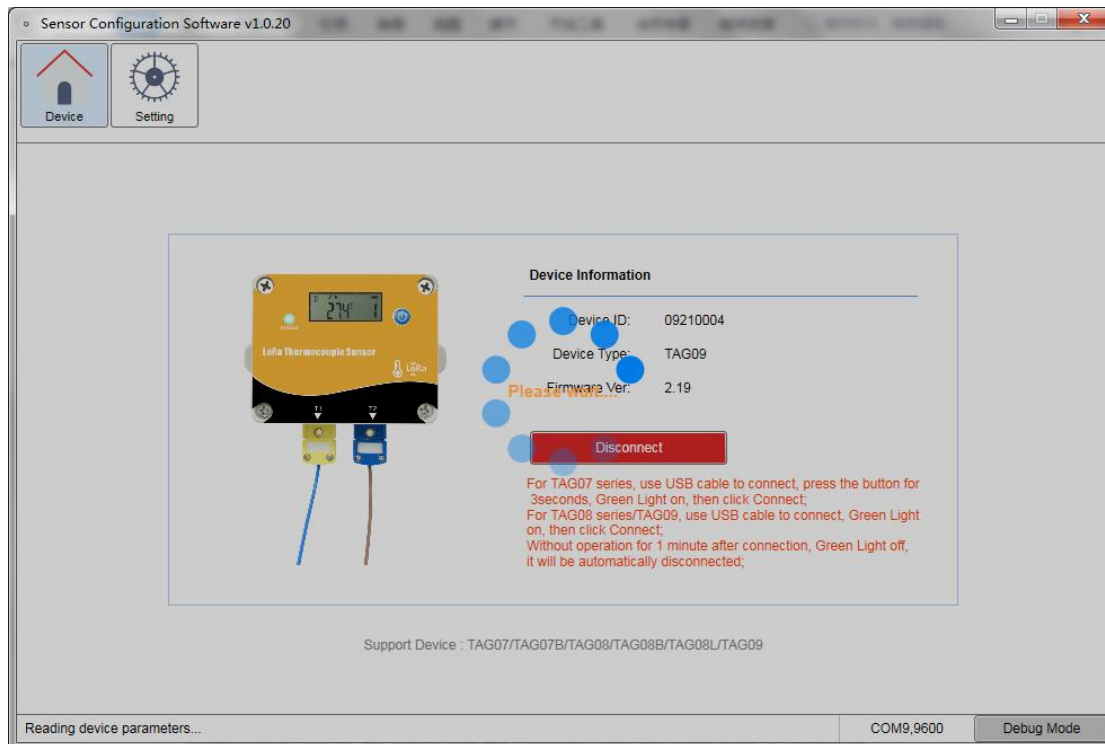 Sensor Configuration Software v1.0.20
Device
Setting
Device Information
Device ID: 09210004
Device Type: TAG09
Firmware Ver: 2.19
Please wait....
Disconnect
27.4
1
LoRa Thermocouple Sensor
LoRa
T1
T2
For TAG07 series, use USB cable to connect, press the button for
3seconds, Green Light on, then click Connect;
For TAG08 series/TAG09, use USB cable to connect, Green Light
on, then click Connect;
Without operation for 1 minute after connection, Green Light off,
it will be automatically disconnected;
Support Device : TAG07/TAG07B/TAG08/TAG08B/TAG08L/TAG09
Reading device parameters...
COM9,9600
Debug Mode